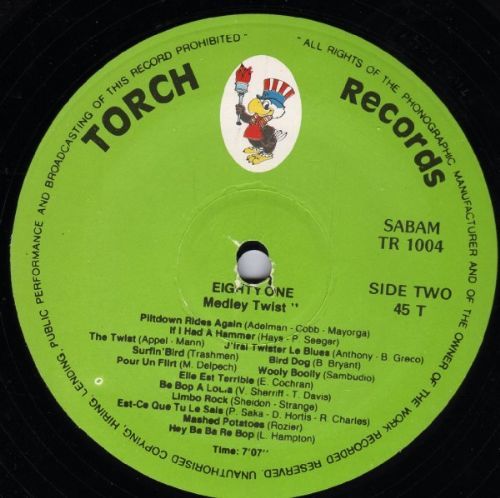 TORCH Records
- ALL RIGHTS OF THE PHONOGRAPHIC MANUFACTURER AND OF THE OWNER OF THE WORK RECORDED RESERVED. UNAUTHORISED COPYING, HIRING, LENDING, PUBLIC PERFORMANCE AND BROADCASTING OF THIS RECORD PROHIBITED -
SABAM
TR 1004
SIDE TWO
45 T
EIGHTY ONE
Medley Twist "
Piltdown Rides Again (Adelman - Cobb - Mayorga)
If I Had A Hammer (Hays - P. Seeger)
The Twist (Appel - Mann) J'irai Twister Le Blues (Anthony - B. Greco)
Surfin'Bird (Trashmen) Bird Dog (B. Bryant)
Pour Un Flirt (M. Delpech) Wooly Boolly (Sambudio)
Elle Est Terrible (E. Cochran)
Be Bop A Lola (V. Sherriff - T. Davis)
Limbo Rock (Sheldon - Strange)
Est-Ce Que Tu Le Sais (P. Saka - D. Hortis - R. Charles)
Mashed Potatoes (Rozier)
Hey Ba Ba Re Bop (L. Hampton)
Time: 7'07"